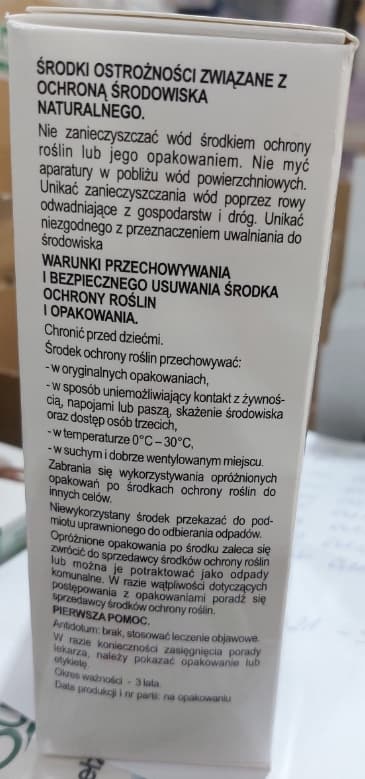 ŚRODKI OSTROŻNOŚCI ZWIĄZANE Z
OCHRONĄ ŚRODOWISKA
NATURALNEGO.
Nie zanieczyszczać wód środkiem ochrony
roślin lub jego opakowaniem. Nie myć
aparatury w pobliżu wód powierzchniowych.
Unikać zanieczyszczania wód poprzez rowy
odwadniające z gospodarstw i dróg. Unikać
niezgodnego z przeznaczeniem uwalniania do
środowiska
WARUNKI PRZECHOWYWANIA
I BEZPIECZNEGO USUWANIA ŚRODKA
OCHRONY ROŚLIN
I OPAKOWANIA.
Chronić przed dziećmi.
Środek ochrony roślin przechowywać:
- w oryginalnych opakowaniach,
- w sposób uniemożliwiający kontakt z żywnoś-
cią, napojami lub paszą, skażenie środowiska
oraz dostęp osób trzecich,
- w temperaturze 0°C – 30°C,
- w suchym i dobrze wentylowanym miejscu.
Zabrania się wykorzystywania opróżnionych
opakowań po środkach ochrony roślin do
innych celów.
Niewykorzystany środek przekazać do pod-
miotu uprawnionego do odbierania odpadów.
Opróżnione opakowania po środku zaleca się
zwrócić do sprzedawcy środków ochrony roślin
lub można je potraktować jako odpady
komunalne. W razie wątpliwości dotyczących
postępowania z opakowaniami poradź się
sprzedawcy środków ochrony roślin.
PIERWSZA POMOC.
Antidotum: brak, stosować leczenie objawowe.
W razie konieczności zasięgnięcia porady
lekarza, należy pokazać opakowanie lub
etykietę.
Okres ważności - 3 lata.
Data produkcji i nr partii: na opakowaniu